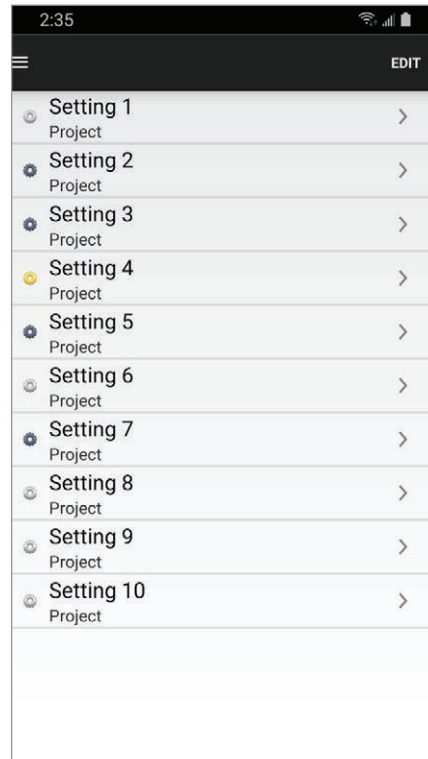 2:35
EDIT
Setting 1
Project
Setting 2
Project
Setting 3
Project
Setting 4
Project
Setting 5
Project
Setting 6
Project
Setting 7
Project
Setting 8
Project
Setting 9
Project
Setting 10
Project